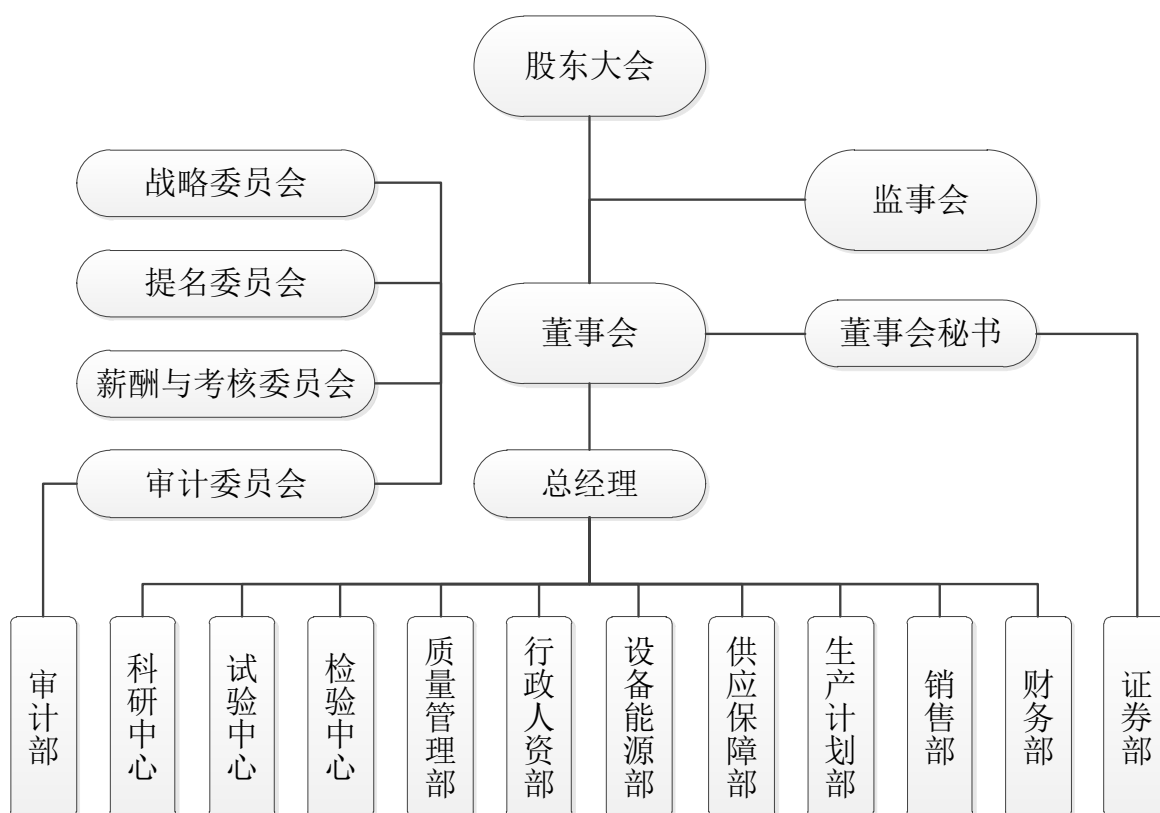 股东大会
战略委员会
监事会
提名委员会
董事会
董事会秘书
薪酬与考核委员会
审计委员会
总经理
审计部
科研中心
试验中心
检验中心
质量管理部
行政人资部
设备能源部
供应保障部
生产计划部
销售部
财务部
证券部